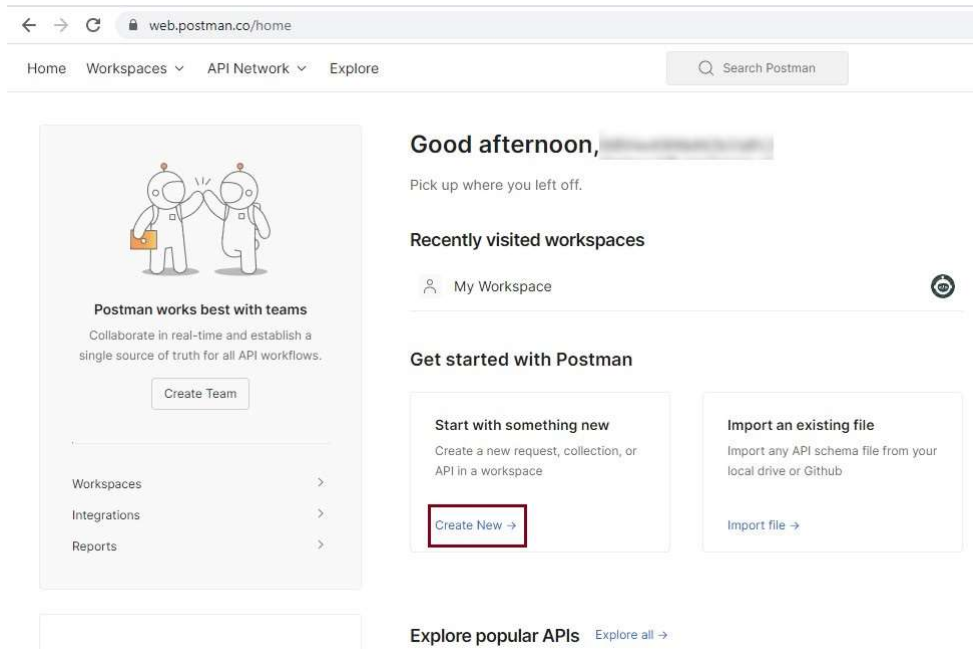 web.postman.co/home
Home Workspaces API Network Explore Search Postman
Postman works best with teams
Collaborate in real-time and establish a
single source of truth for all API workflows.
Create Team
Workspaces
Integrations
Reports
Good afternoon,
Pick up where you left off.
Recently visited workspaces
My Workspace
Get started with Postman
Start with something new
Create a new request, collection, or
API in a workspace
Create New →
Import an existing file
Import any API schema file from your
local drive or Github
Import file →
Explore popular APIs Explore all →